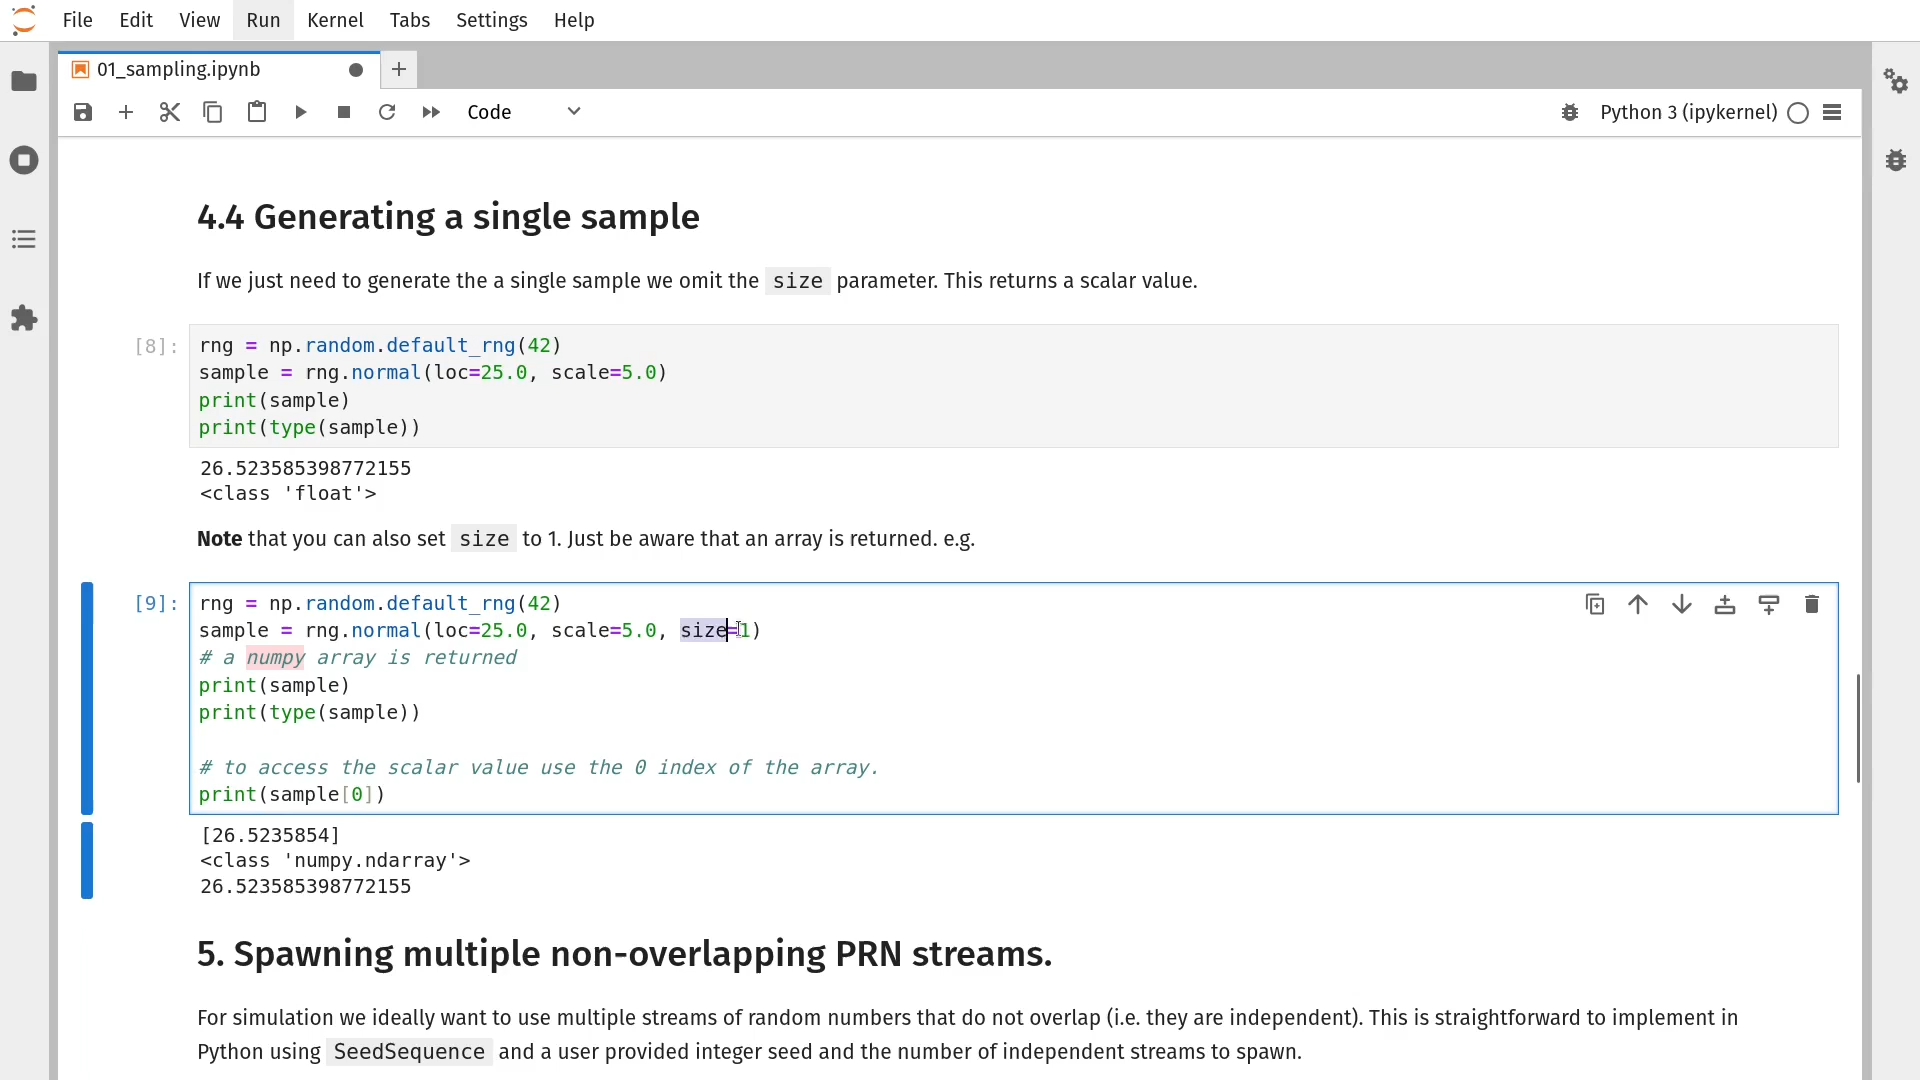 File Edit View Run Kernel Tabs Settings Help
01_sampling.ipynb
Code
Python 3 (ipykernel)
4.4 Generating a single sample
If we just need to generate the a single sample we omit the size parameter. This returns a scalar value.
[8]:
rng = np.random.default_rng(42)
sample = rng.normal(loc=25.0, scale=5.0)
print(sample)
print(type(sample))
26.523585398772155
<class 'float'>
Note that you can also set size to 1. Just be aware that an array is returned. e.g.
[9]:
rng = np.random.default_rng(42)
sample = rng.normal(loc=25.0, scale=5.0, size=1)
# a numpy array is returned
print(sample)
print(type(sample))
# to access the scalar value use the 0 index of the array.
print(sample[0])
[26.5235854]
<class 'numpy.ndarray'>
26.523585398772155
5. Spawning multiple non-overlapping PRN streams.
For simulation we ideally want to use multiple streams of random numbers that do not overlap (i.e. they are independent). This is straightforward to implement in
Python using SeedSequence and a user provided integer seed and the number of independent streams to spawn.